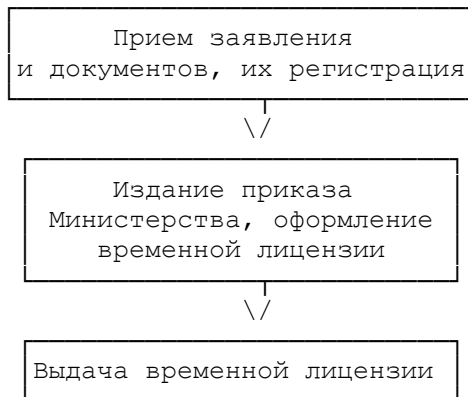 Прием заявления
и документов, их регистрация
\/
Издание приказа
Министерства, оформление
временной лицензии
\/
Выдача временной лицензии